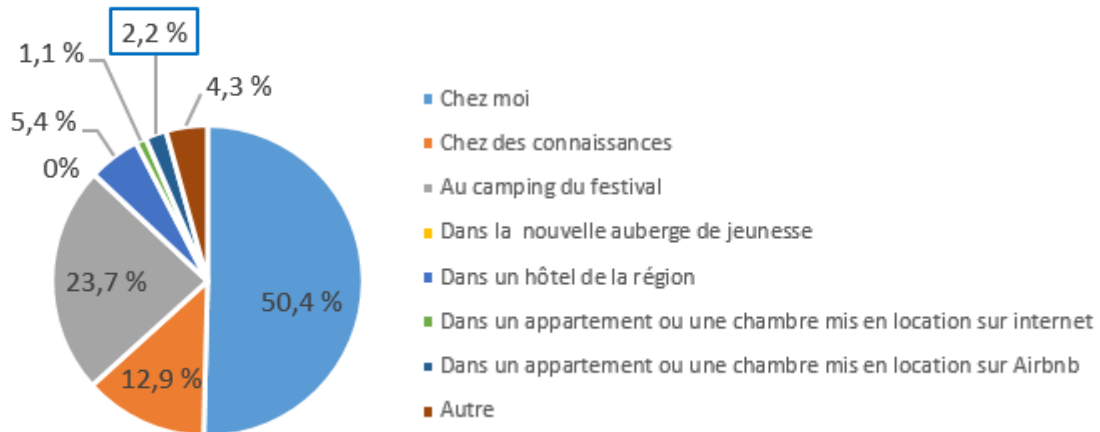 2,2 %
1,1 %
4,3 %
5,4 %
0%
23,7 %
50,4 %
12,9 %
Chez moi
Chez des connaissances
Au camping du festival
Dans la nouvelle auberge de jeunesse
Dans un hôtel de la région
Dans un appartement ou une chambre mis en location sur internet
Dans un appartement ou une chambre mis en location sur Airbnb
Autre